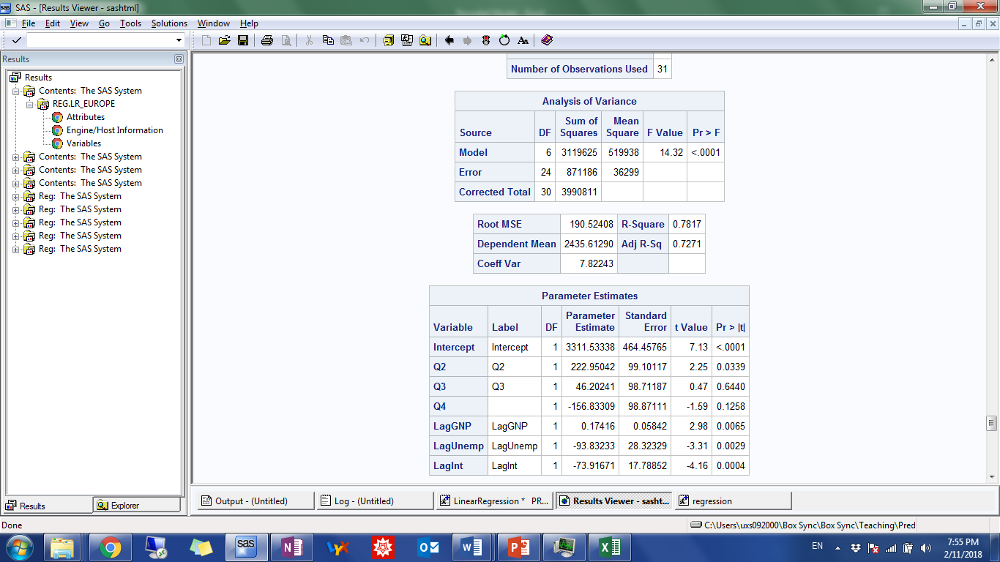 SAS - [Results Viewer - sashtml]
File Edit View Go Tools Solutions Window Help
Results
Results
Contents: The SAS System
REG.LR_EUROPE
Attributes
Engine/Host Information
Variables
Contents: The SAS System
Contents: The SAS System
Contents: The SAS System
Reg: The SAS System
Reg: The SAS System
Reg: The SAS System
Reg: The SAS System
Reg: The SAS System
Number of Observations Used 31
Analysis of Variance
Source DF Sum of Squares Mean Square F Value Pr > F
Model 6 3119625 519938 14.32 <.0001
Error 24 871186 36299
Corrected Total 30 3990811
Root MSE 190.52408 R-Square 0.7817
Dependent Mean 2435.61290 Adj R-Sq 0.7271
Coeff Var 7.82243
Parameter Estimates
Variable Label DF Parameter Estimate Standard Error t Value Pr > |t|
Intercept Intercept 1 3311.53338 464.45765 7.13 <.0001
Q2 Q2 1 222.95042 99.10117 2.25 0.0339
Q3 Q3 1 46.20241 98.71187 0.47 0.6440
Q4 1 -156.83309 98.87111 -1.59 0.1258
LagGNP LagGNP 1 0.17416 0.05842 2.98 0.0065
LagUnemp LagUnemp 1 -93.83233 28.32329 -3.31 0.0029
LagInt LagInt 1 -73.91671 17.78852 -4.16 0.0004
Results Explorer
Output - (Untitled) Log - (Untitled) LinearRegression * PR... Results Viewer - sasht... regression
Done C:\Users\uxs092000\Box Sync\Box Sync\Teaching\Pred
EN 7:55 PM
2/11/2018